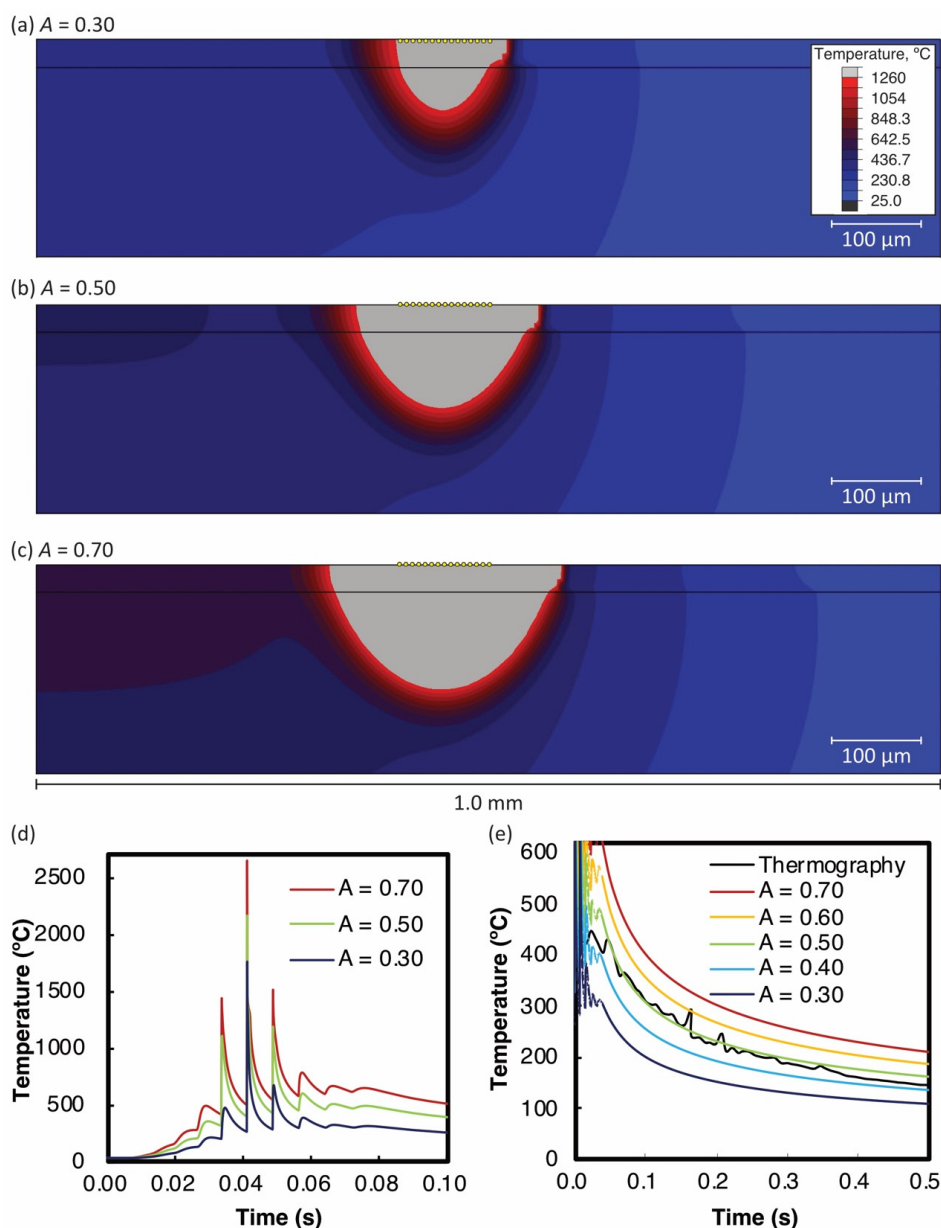 (a) A = 0.30
Temperature, ºC
1260
1054
848.3
642.5
436.7
230.8
25.0
100 µm
(b) A = 0.50
100 µm
(c) A = 0.70
100 µm
1.0 mm
(d)
2500
2000
1500
1000
500
0
Temperature (ºC)
A = 0.70
A = 0.50
A = 0.30
0.00 0.02 0.04 0.06 0.08 0.10
Time (s)
(e)
600
500
400
300
200
100
0
Temperature (ºC)
Thermography
A = 0.70
A = 0.60
A = 0.50
A = 0.40
A = 0.30
0.0 0.1 0.2 0.3 0.4 0.5
Time (s)